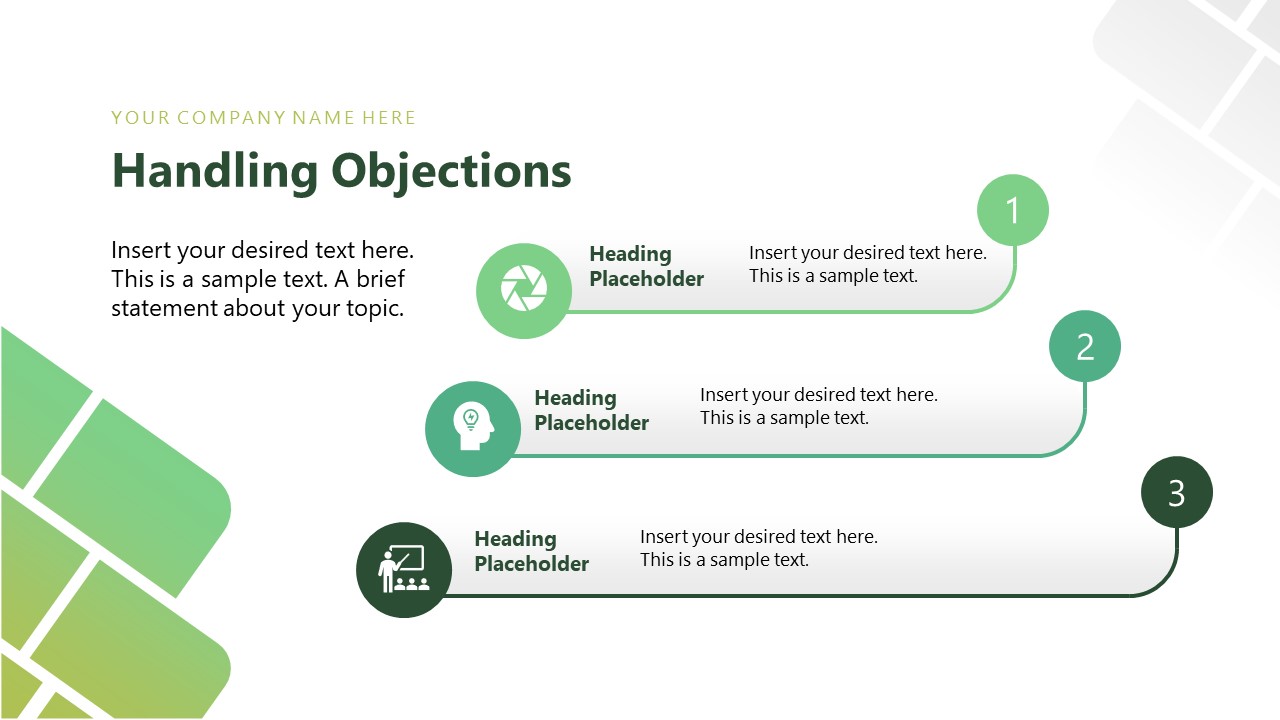 YOUR COMPANY NAME HERE
Handling Objections
Insert your desired text here.
This is a sample text. A brief
statement about your topic.
1
Heading
Placeholder
Insert your desired text here.
This is a sample text.
2
Heading
Placeholder
Insert your desired text here.
This is a sample text.
3
Heading
Placeholder
Insert your desired text here.
This is a sample text.